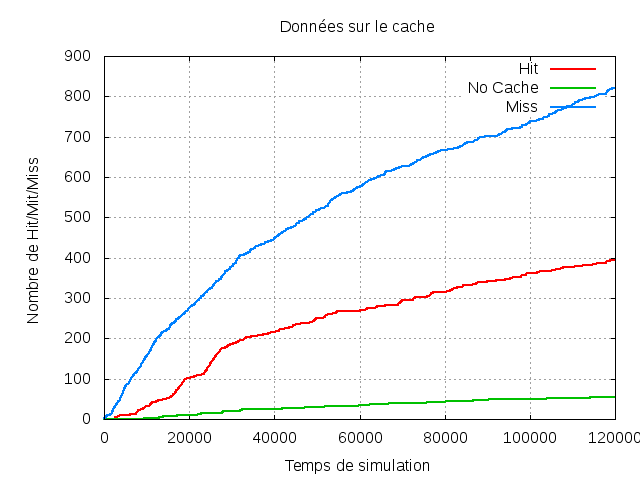 Données sur le cache
900
800
700
600
500
400
300
200
100
0
Nombre de Hit/Mit/Miss
Hit
No Cache
Miss
0 20000 40000 60000 80000 100000 120000
Temps de simulation